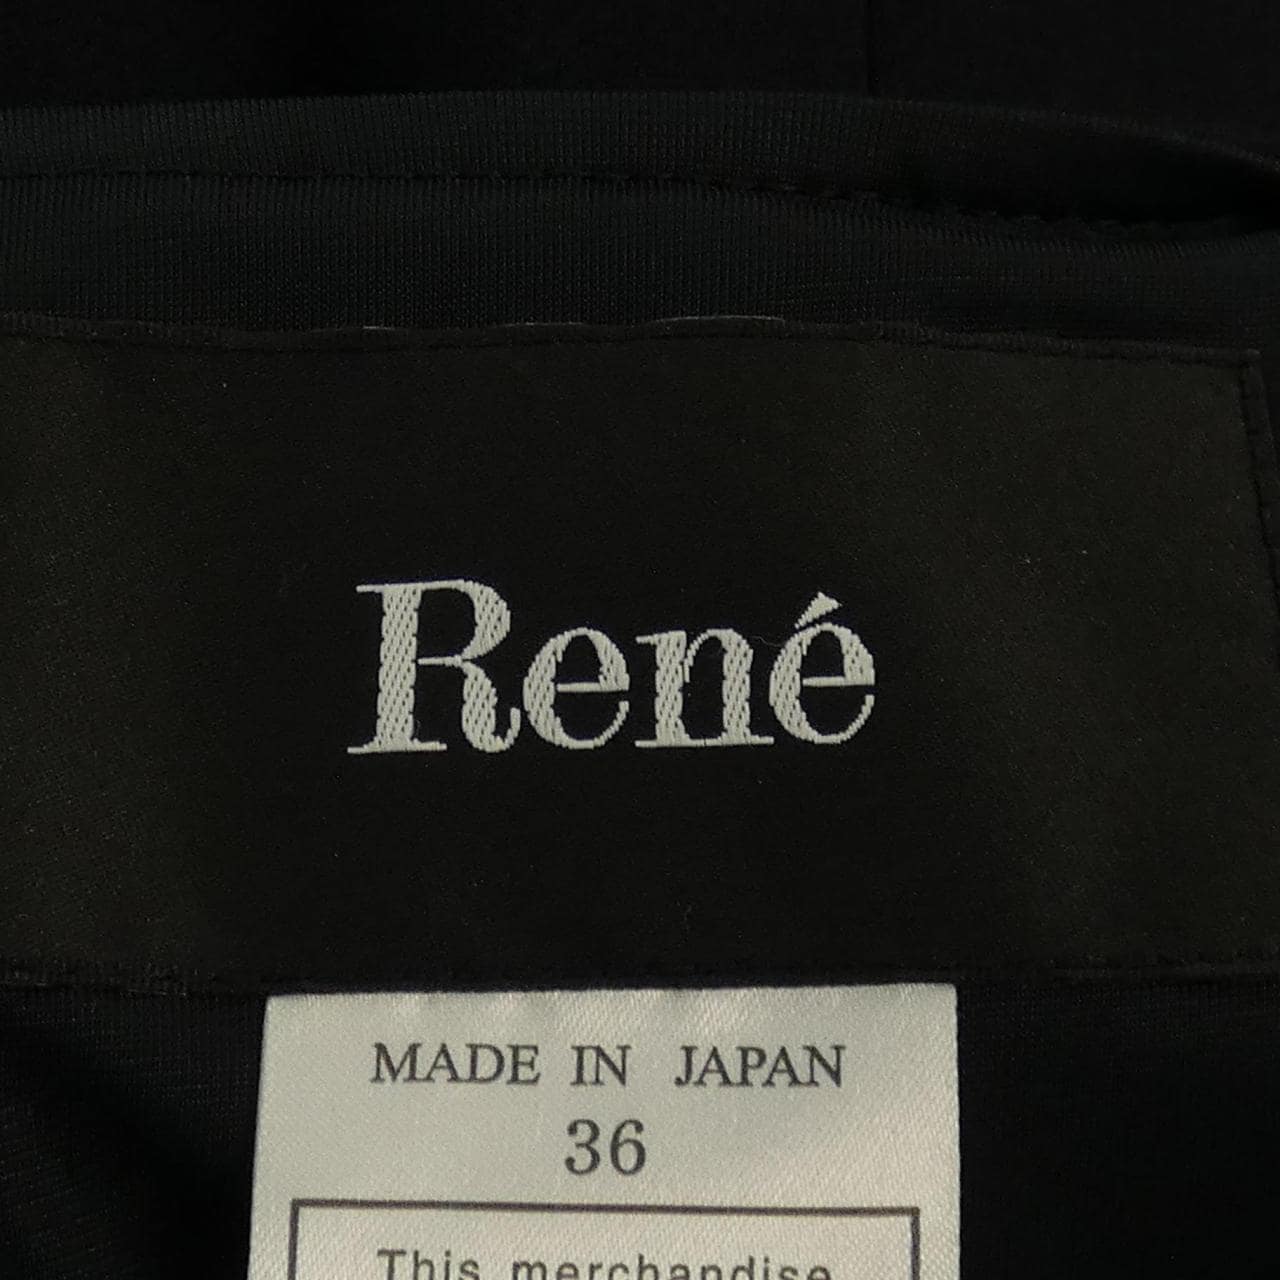 René
MADE IN JAPAN
36
This merchandise